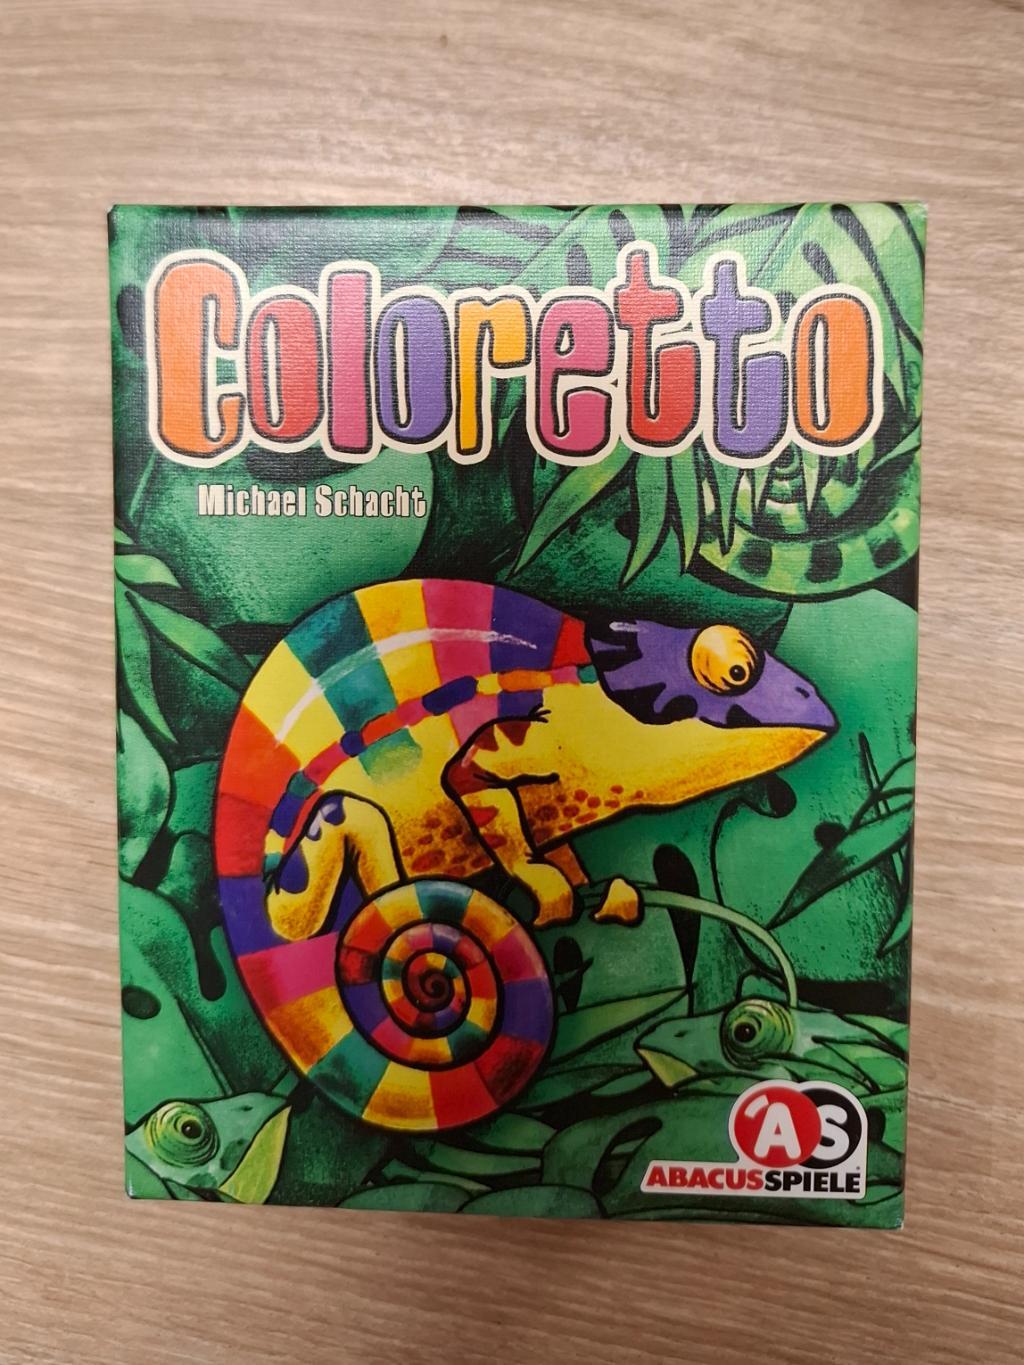 Coloretto
Michael Schacht
AS
ABACUSSPIELE